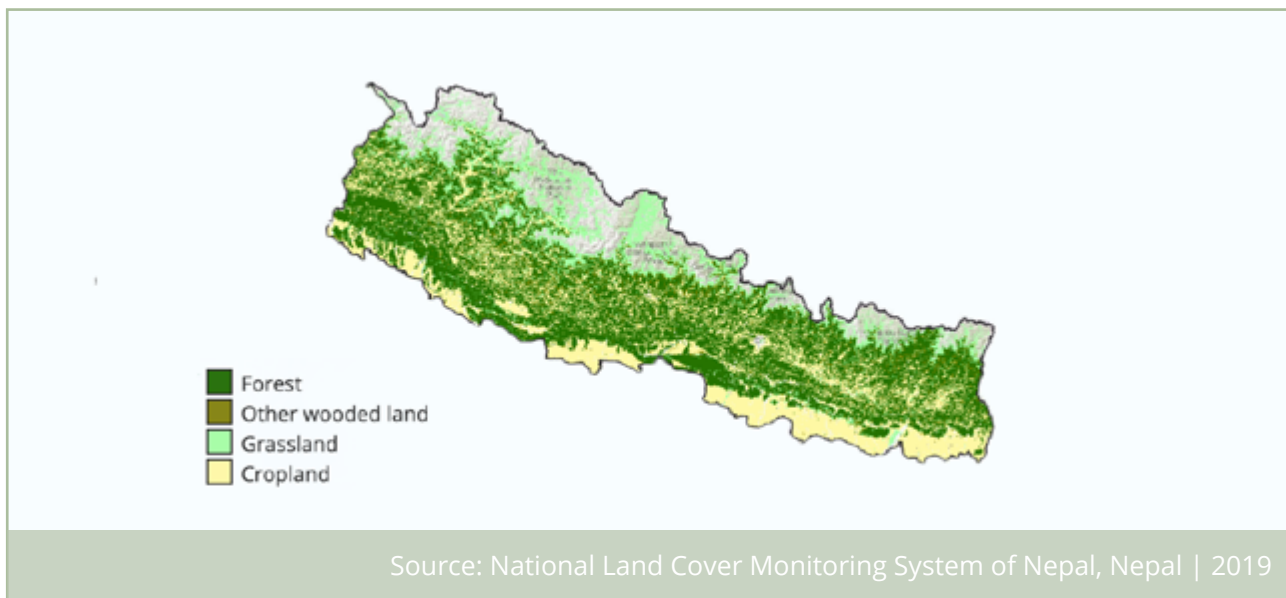 Forest
Other wooded land
Grassland
Cropland
Source: National Land Cover Monitoring System of Nepal, Nepal | 2019